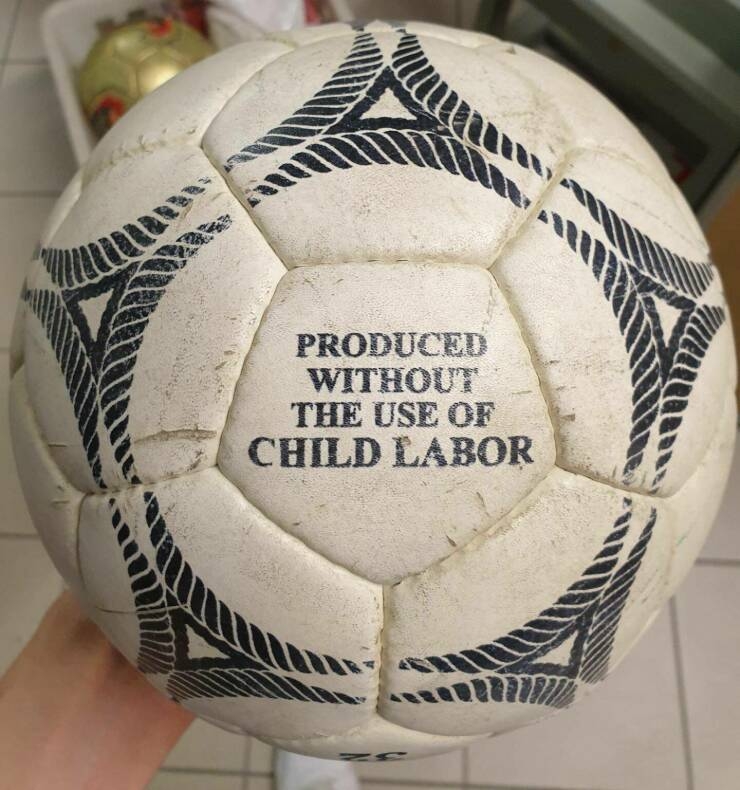 PRODUCED
WITHOUT
THE USE OF
CHILD LABOR